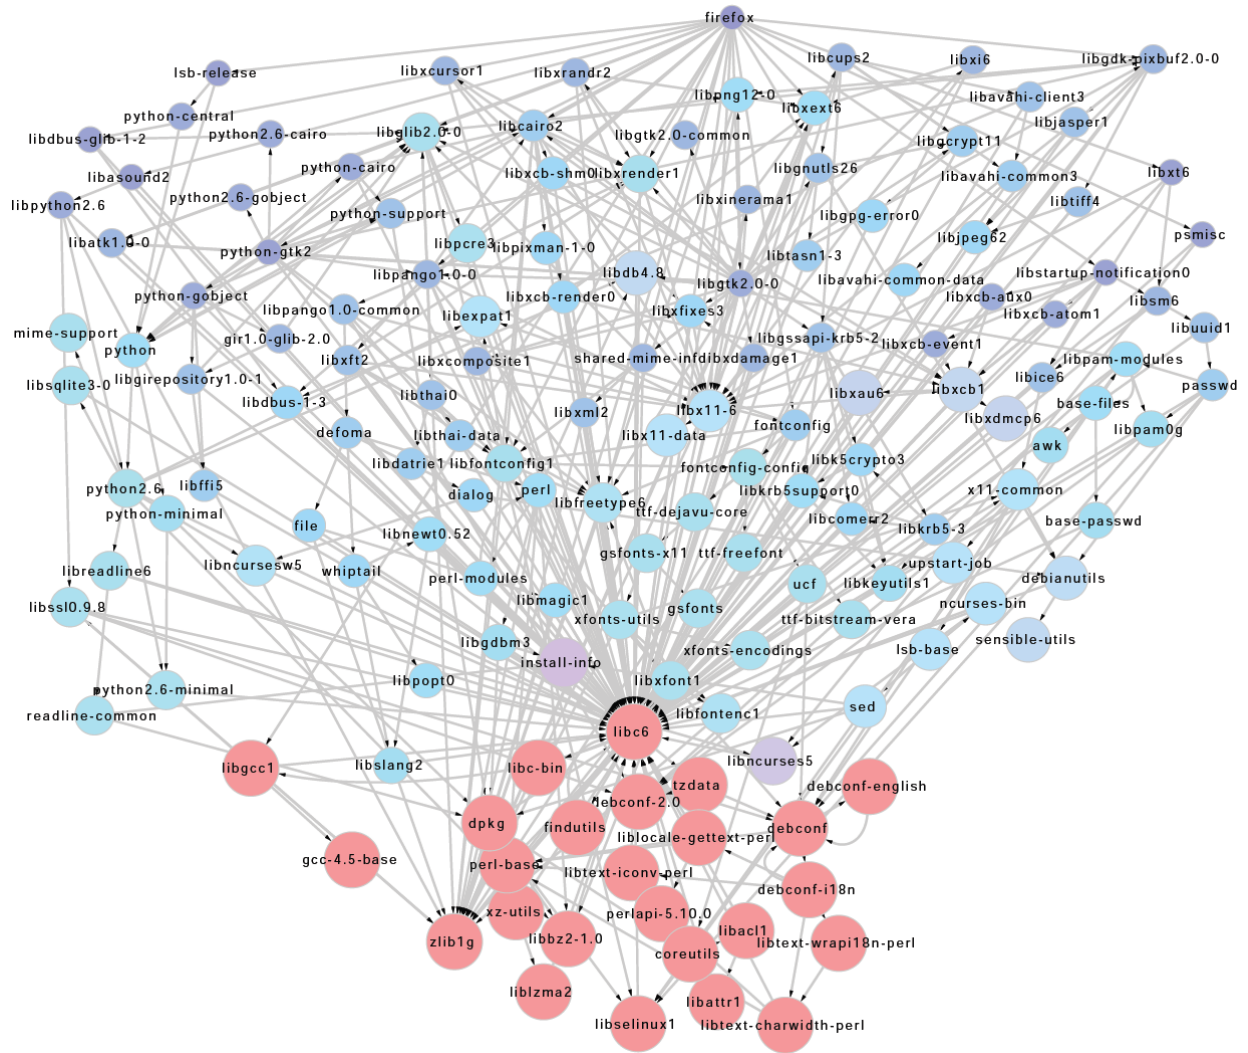 firefox
libcups2
libxi6
libgdk-pixbuf2.0-0
lsb-release
libxcursor1
libxrandr2
libpng12-0
libxext6
libavahi-client3
python-central
libjasper1
libdbus-glib-1-2
python2.6-cairo
libglib2.0-0
libcairo2
libgtk2.0-common
libgcrypt11
python-cairo
libasound2
libxcb-shm0
libxrender1
libgnutls26
libavahi-common3
libxt6
libpython2.6
python2.6-gobject
python-support
libxinerama1
libgpg-error0
libtiff4
libatk1.0-0
python-gtk2
libpcre3
libpixman-1-0
libtasn1-3
libjpeg62
psmisc
libpango1.0-0
libdb4.8
libgtk2.0-0
libavahi-common-data
libstartup-notification0
python-gobject
libpango1.0-common
libxcb-render0
libxcb-aux0
libsm6
mime-support
libexpat1
libxfixes3
libxcb-atom1
libuuid1
python
gir1.0-glib-2.0
libgssapi-krb5-2
libxcb-event1
libxft2
libxcomposite1
shared-mime-info
libxdamage1
libpam-modules
libsqlite3-0
libgirepository1.0-1
libthai0
libxau6
libxcb1
libice6
passwd
libdbus-1-3
libxml2
libx11-6
base-files
defoma
libthai-data
libx11-data
fontconfig
libxdmcp6
libpam0g
awk
libdatrie1
libfontconfig1
fontconfig-config
libk5crypto3
python2.6
libffi5
dialog
perl
libkrb5support0
x11-common
python-minimal
libfreetype6
ttf-dejavu-core
libcomerr2
base-passwd
file
libnewt0.52
libkrb5-3
libreadline6
libncursesw5
whiptail
gsfonts-x11
ttf-freefont
upstart-job
perl-modules
ucf
libkeyutils1
debianutils
libssl0.9.8
libmagic1
gsfonts
ncurses-bin
xfonts-utils
ttf-bitstream-vera
libgdbm3
sensible-utils
install-info
xfonts-encodings
lsb-base
libpopt0
libxfont1
python2.6-minimal
readline-common
libfontenc1
sed
libc6
libgcc1
libslang2
libc-bin
libncurses5
tzdata
debconf-english
debconf-2.0
dpkg
findutils
liblocale-gettext-perl
debconf
gcc-4.5-base
perl-base
libtext-iconv-perl
debconf-i18n
xz-utils
perlapi-5.10.0
libacl1
zlib1g
libbz2-1.0
libtext-wrapi18n-perl
coreutils
liblzma2
libattr1
libselinux1
libtext-charwidth-perl